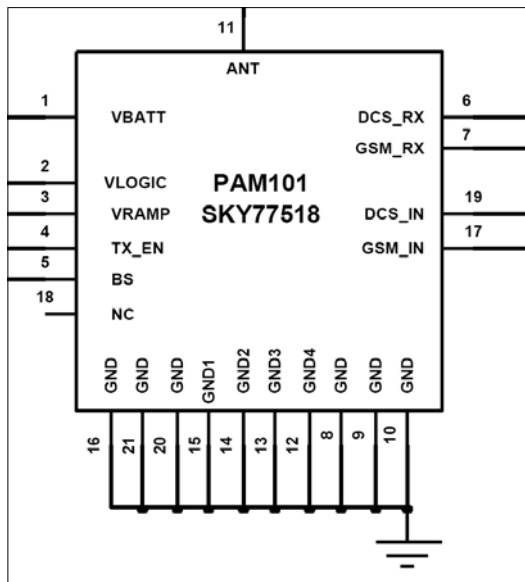 11
ANT
1 VBATT DCS_RX 6
GSM_RX 7
2 VLOGIC PAM101
3 VRAMP SKY77518 DCS_IN 19
4 TX_EN GSM_IN 17
5 BS
18 NC
GND GND GND GND1 GND2 GND3 GND4 GND GND GND
16 21 20 15 14 13 12 8 9 10